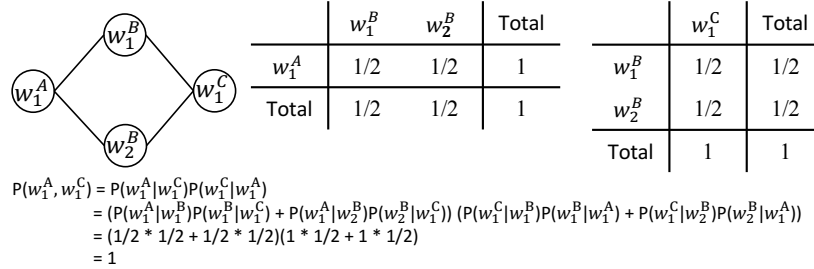 w₁ᴮ
w₁ᴬ
w₁ꟲ
w₂ᴮ
w₁ᴮ w₂ᴮ Total
w₁ᴬ 1/2 1/2 1
Total 1/2 1/2 1
w₁ꟲ Total
w₁ᴮ 1/2 1/2
w₂ᴮ 1/2 1/2
Total 1 1
P(w₁ᴬ, w₁ꟲ) = P(w₁ᴬ|w₁ꟲ)P(w₁ꟲ|w₁ᴬ)
= (P(w₁ᴬ|w₁ᴮ)P(w₁ᴮ|w₁ꟲ) + P(w₁ᴬ|w₂ᴮ)P(w₂ᴮ|w₁ꟲ)) (P(w₁ꟲ|w₁ᴮ)P(w₁ᴮ|w₁ᴬ) + P(w₁ꟲ|w₂ᴮ)P(w₂ᴮ|w₁ᴬ))
= (1/2 * 1/2 + 1/2 * 1/2)(1 * 1/2 + 1 * 1/2)
= 1